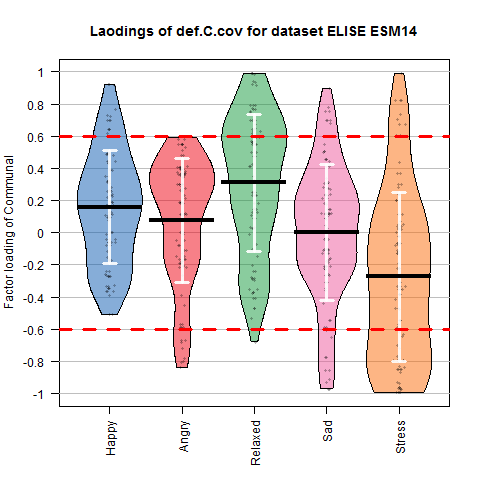 Laodings of def.C.cov for dataset ELISE ESM14
Factor loading of Communal
1
0.8
0.6
0.4
0.2
0
-0.2
-0.4
-0.6
-0.8
-1
Happy
Angry
Relaxed
Sad
Stress